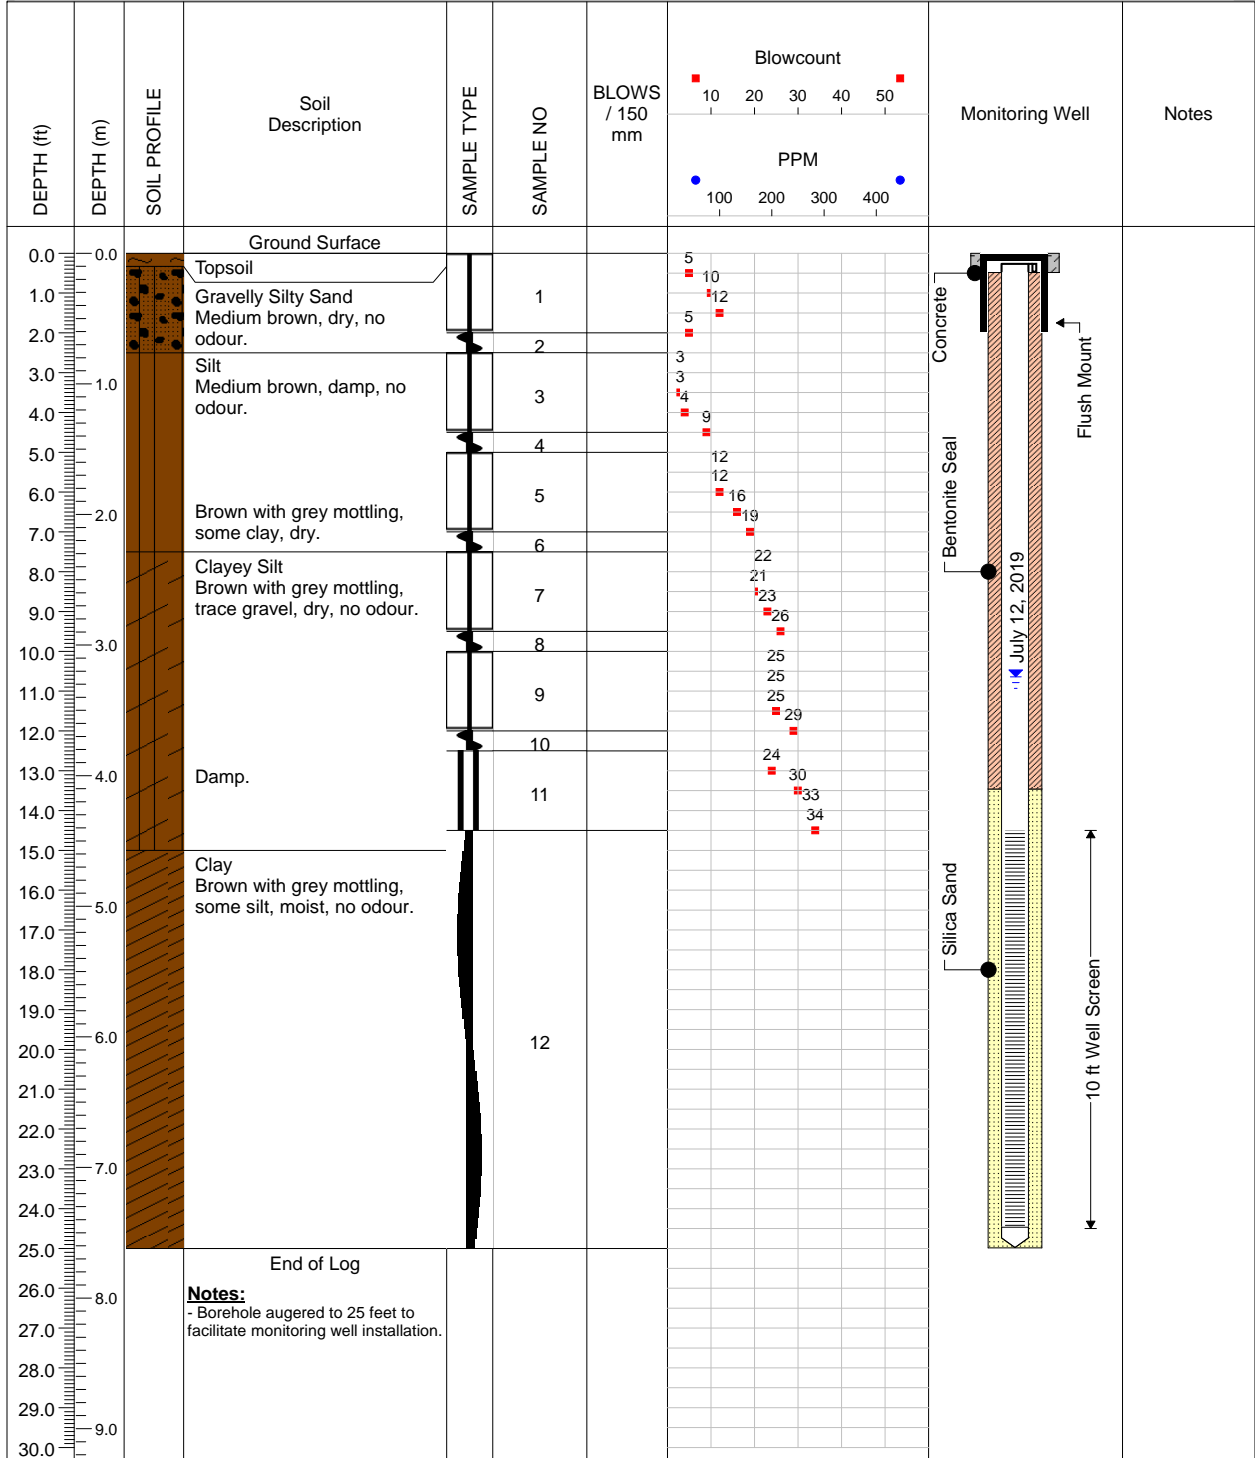 DEPTH (ft)
DEPTH (m)
SOIL PROFILE
Soil
Description
SAMPLE TYPE
SAMPLE NO
BLOWS
/ 150
mm
Blowcount
10 20 30 40 50
PPM
100 200 300 400
Monitoring Well
Notes
Ground Surface
Topsoil
Gravelly Silty Sand
Medium brown, dry, no
odour.
Silt
Medium brown, damp, no
odour.
Brown with grey mottling,
some clay, dry.
Clayey Silt
Brown with grey mottling,
trace gravel, dry, no odour.
Damp.
Clay
Brown with grey mottling,
some silt, moist, no odour.
End of Log
Notes:
- Borehole augered to 25 feet to
facilitate monitoring well installation.
0.0
1.0
2.0
3.0
4.0
5.0
6.0
7.0
8.0
9.0
10.0
11.0
12.0
13.0
14.0
15.0
16.0
17.0
18.0
19.0
20.0
21.0
22.0
23.0
24.0
25.0
26.0
27.0
28.0
29.0
30.0
0.0
1.0
2.0
3.0
4.0
5.0
6.0
7.0
8.0
9.0
1
2
3
4
5
6
7
8
9
10
11
12
5
10
12
5
3
3
4
9
12
12
16
19
22
21
23
26
25
25
25
29
24
30
33
34
Concrete
Flush Mount
Bentonite Seal
July 12, 2019
Silica Sand
10 ft Well Screen